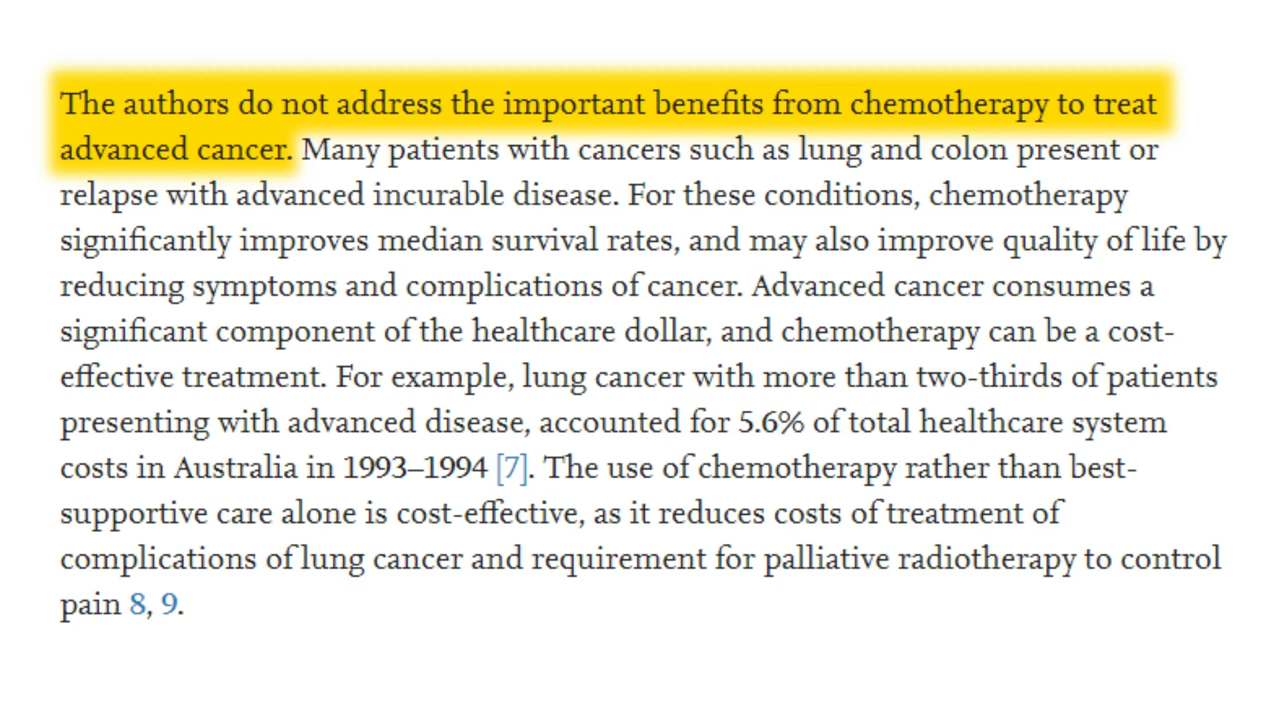 The authors do not address the important benefits from chemotherapy to treat
advanced cancer. Many patients with cancers such as lung and colon present or
relapse with advanced incurable disease. For these conditions, chemotherapy
significantly improves median survival rates, and may also improve quality of life by
reducing symptoms and complications of cancer. Advanced cancer consumes a
significant component of the healthcare dollar, and chemotherapy can be a cost-
effective treatment. For example, lung cancer with more than two-thirds of patients
presenting with advanced disease, accounted for 5.6% of total healthcare system
costs in Australia in 1993–1994 [7]. The use of chemotherapy rather than best-
supportive care alone is cost-effective, as it reduces costs of treatment of
complications of lung cancer and requirement for palliative radiotherapy to control
pain 8, 9.